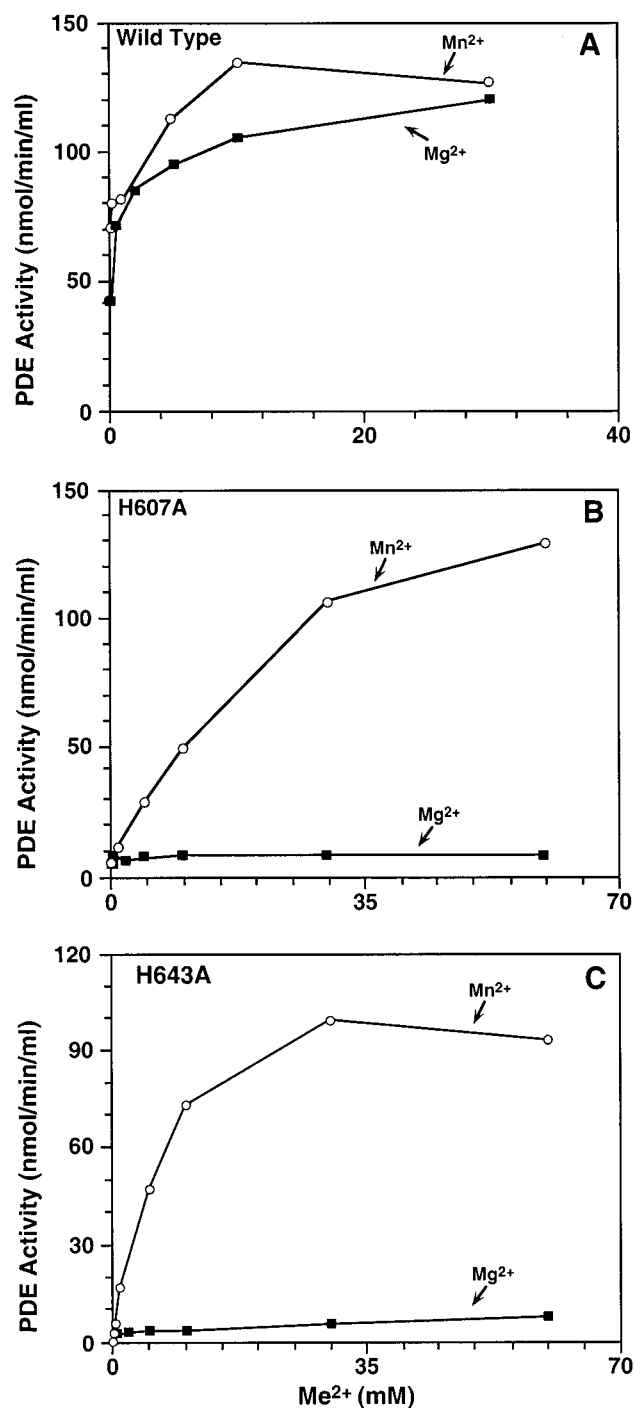 Wild Type
A
Mn2+
Mg2+
PDE Activity (nmol/min/ml)
150
100
50
0
0
20
40
H607A
B
Mn2+
Mg2+
PDE Activity (nmol/min/ml)
150
100
50
0
0
35
70
H643A
C
Mn2+
Mg2+
PDE Activity (nmol/min/ml)
120
90
60
30
0
0
35
70
Me2+ (mM)